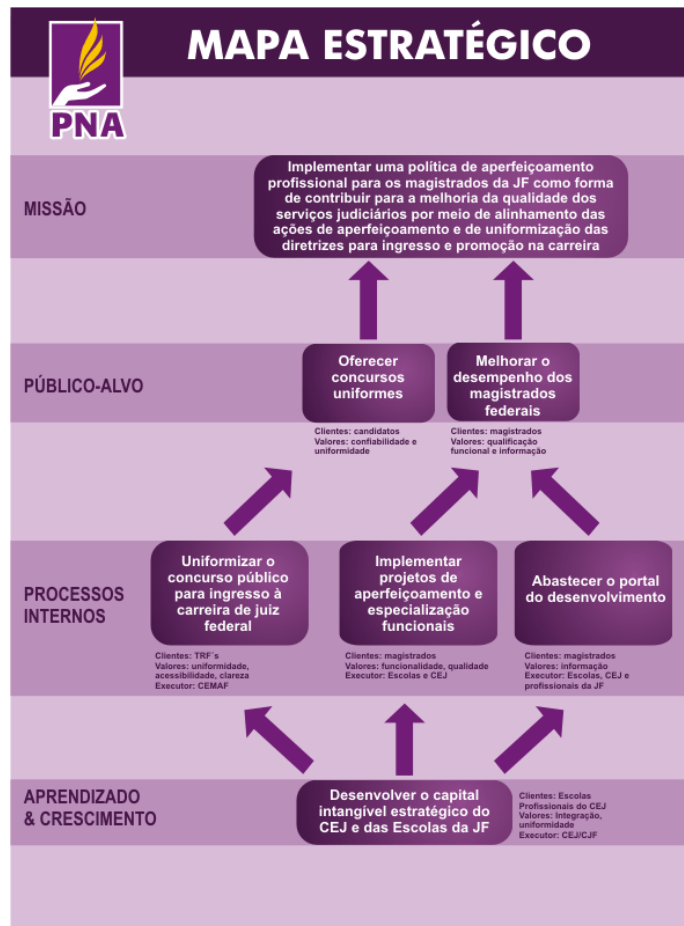 MAPA ESTRATÉGICO
PNA
MISSÃO
Implementar uma política de aperfeiçoamento
profissional para os magistrados da JF como forma
de contribuir para a melhoria da qualidade dos
serviços judiciários por meio de alinhamento das
ações de aperfeiçoamento e de uniformização das
diretrizes para ingresso e promoção na carreira
PÚBLICO-ALVO
Oferecer
concursos
uniformes
Clientes: candidatos
Valores: confiabilidade e
uniformidade
Melhorar o
desempenho dos
magistrados
federais
Clientes: magistrados
Valores: qualificação
funcional e informação
PROCESSOS
INTERNOS
Uniformizar o
concurso público
para ingresso à
carreira de juiz
federal
Clientes: TRF´s
Valores: uniformidade,
acessibilidade, clareza
Executor: CEMAF
Implementar
projetos de
aperfeiçoamento e
especialização
funcionais
Clientes: magistrados
Valores: funcionalidade, qualidade
Executor: Escolas e CEJ
Abastecer o portal
do desenvolvimento
Clientes: magistrados
Valores: informação
Executor: Escolas, CEJ e
profissionais da JF
APRENDIZADO
& CRESCIMENTO
Desenvolver o capital
intangível estratégico do
CEJ e das Escolas da JF
Clientes: Escolas
Profissionais do CEJ
Valores: Integração,
uniformidade
Executor: CEJ/CJF